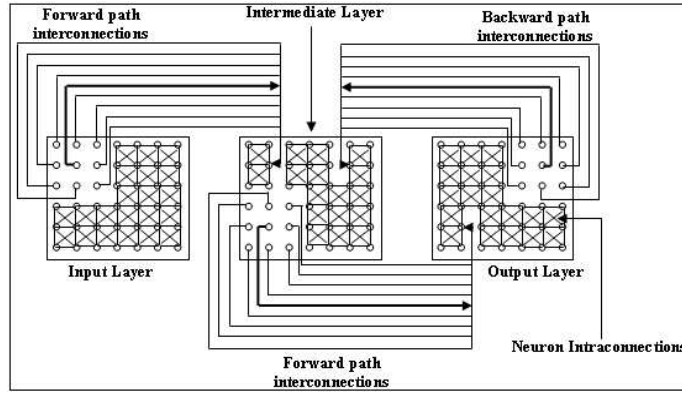 Forward path
interconnections
Intermediate Layer
Backward path
interconnections
Input Layer
Output Layer
Neuron Intraconnections
Forward path
interconnections